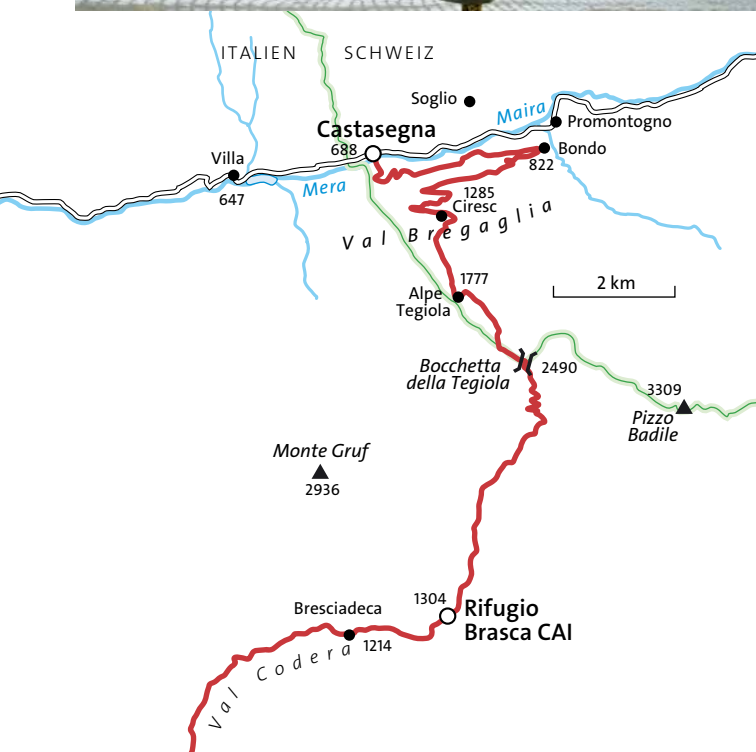 ITALIEN
SCHWEIZ
Soglio
Maira
Castasegna
688
Promontogno
Bondo
822
Villa
647
Mera
1285
Ciresc
Val Bregaglia
1777
Alpe
Tegiola
2 km
Bocchetta
della Tegiola
2490
3309
Pizzo
Badile
Monte Gruf
2936
1304
Rifugio
Brasca CAI
Bresciadeca
1214
Val Codera